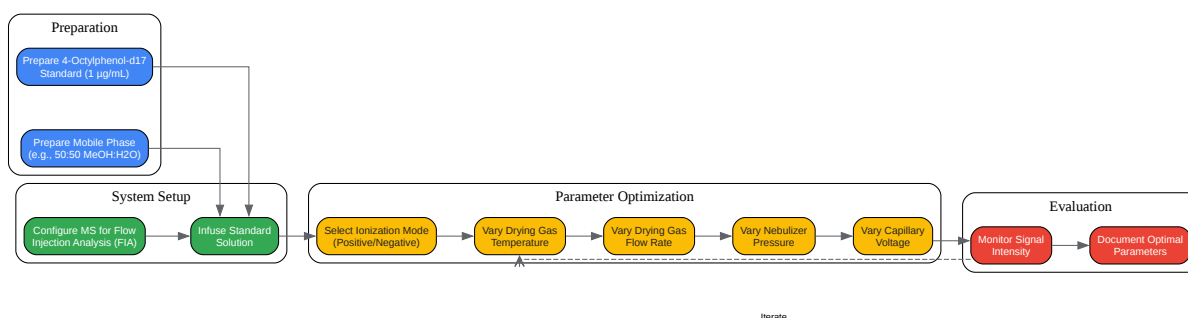 Preparation
Prepare 4-Octylphenol-d17
Standard (1 µg/mL)
Prepare Mobile Phase
(e.g., 50:50 MeOH:H2O)
System Setup
Configure MS for Flow
Injection Analysis (FIA)
Infuse Standard
Solution
Parameter Optimization
Select Ionization Mode
(Positive/Negative)
Vary Drying Gas
Temperature
Vary Drying Gas
Flow Rate
Vary Nebulizer
Pressure
Vary Capillary
Voltage
Evaluation
Monitor Signal
Intensity
Document Optimal
Parameters
Iterate